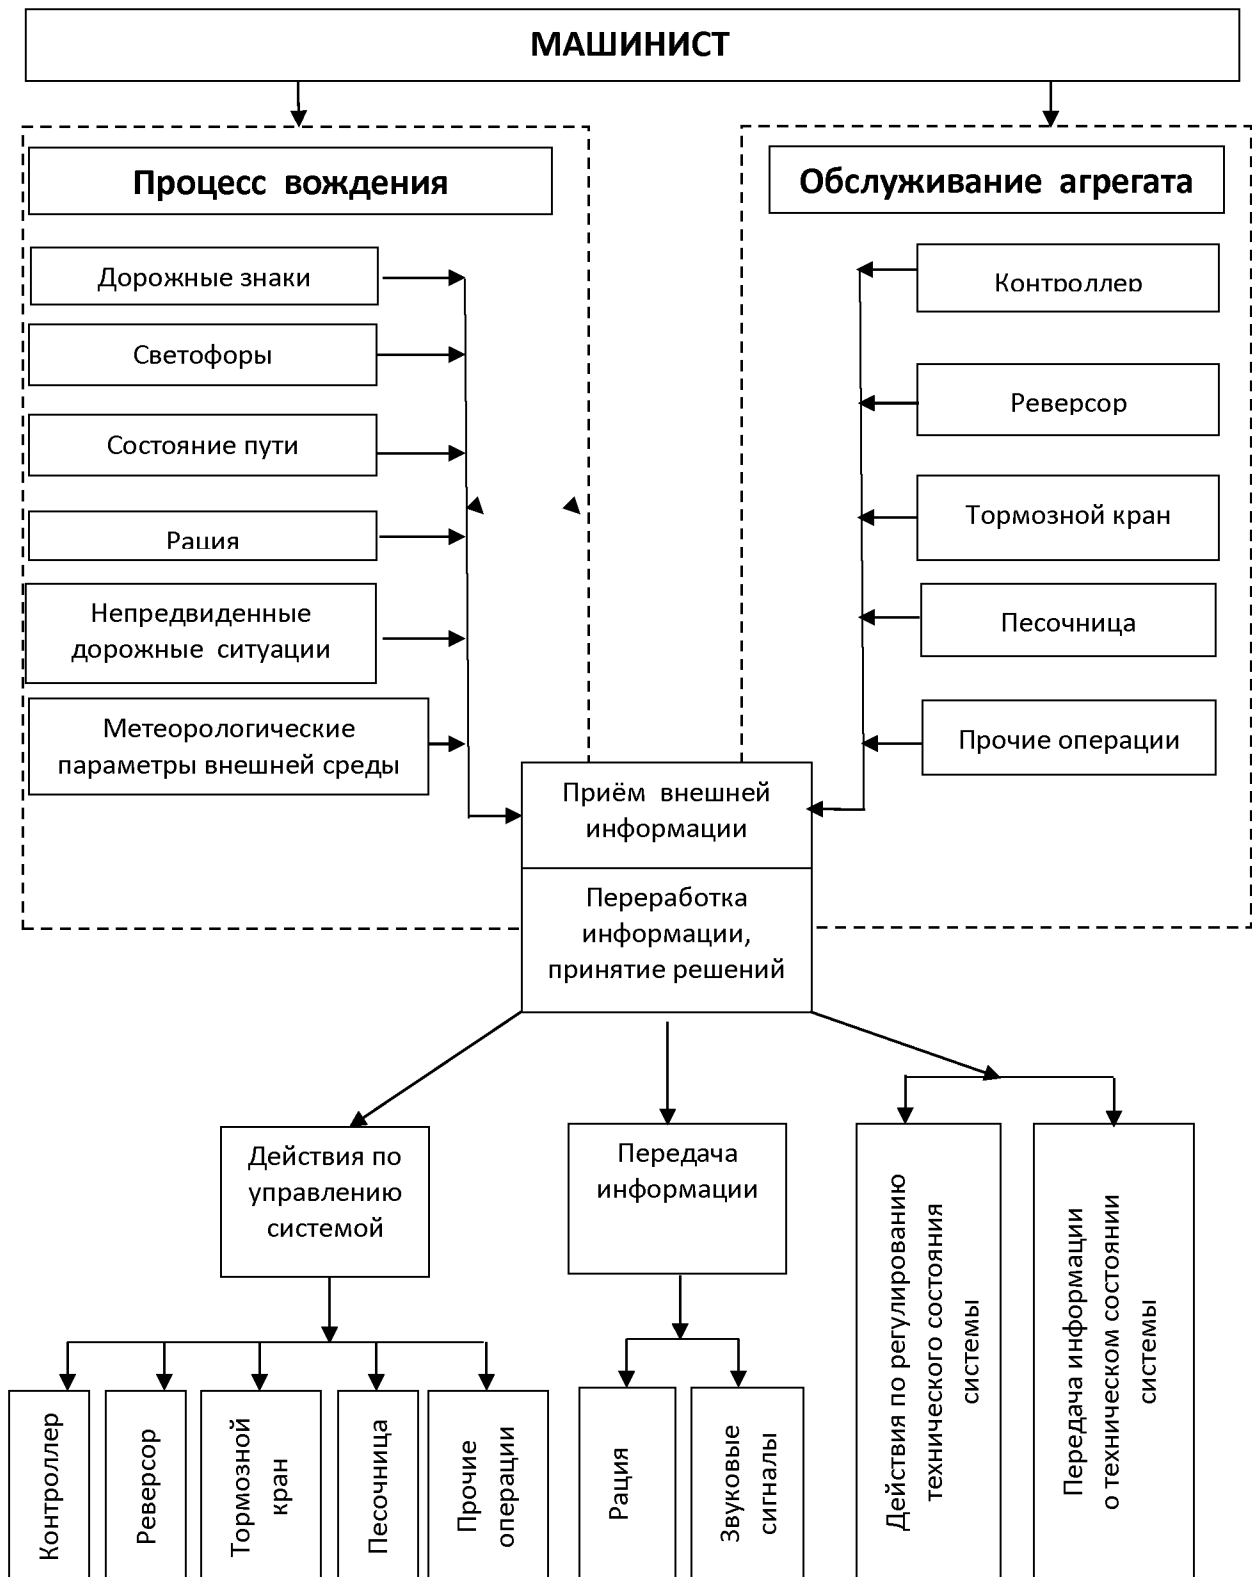 МАШИНИСТ
Процесс вождения
Дорожные знаки
Светофоры
Состояние пути
Рация
Непредвиденные
дорожные ситуации
Метеорологические
параметры внешней среды
Обслуживание агрегата
Контроллер
Реверсор
Тормозной кран
Песочница
Прочие операции
Приём внешней
информации
Переработка
информации,
принятие решений
Действия по
управлению
системой
Передача
информации
Действия по регулированию
технического состояния
системы
Передача информации
о техническом состоянии
системы
Контроллер
Реверсор
Тормозной
кран
Песочница
Прочие
операции
Рация
Звуковые
сигналы